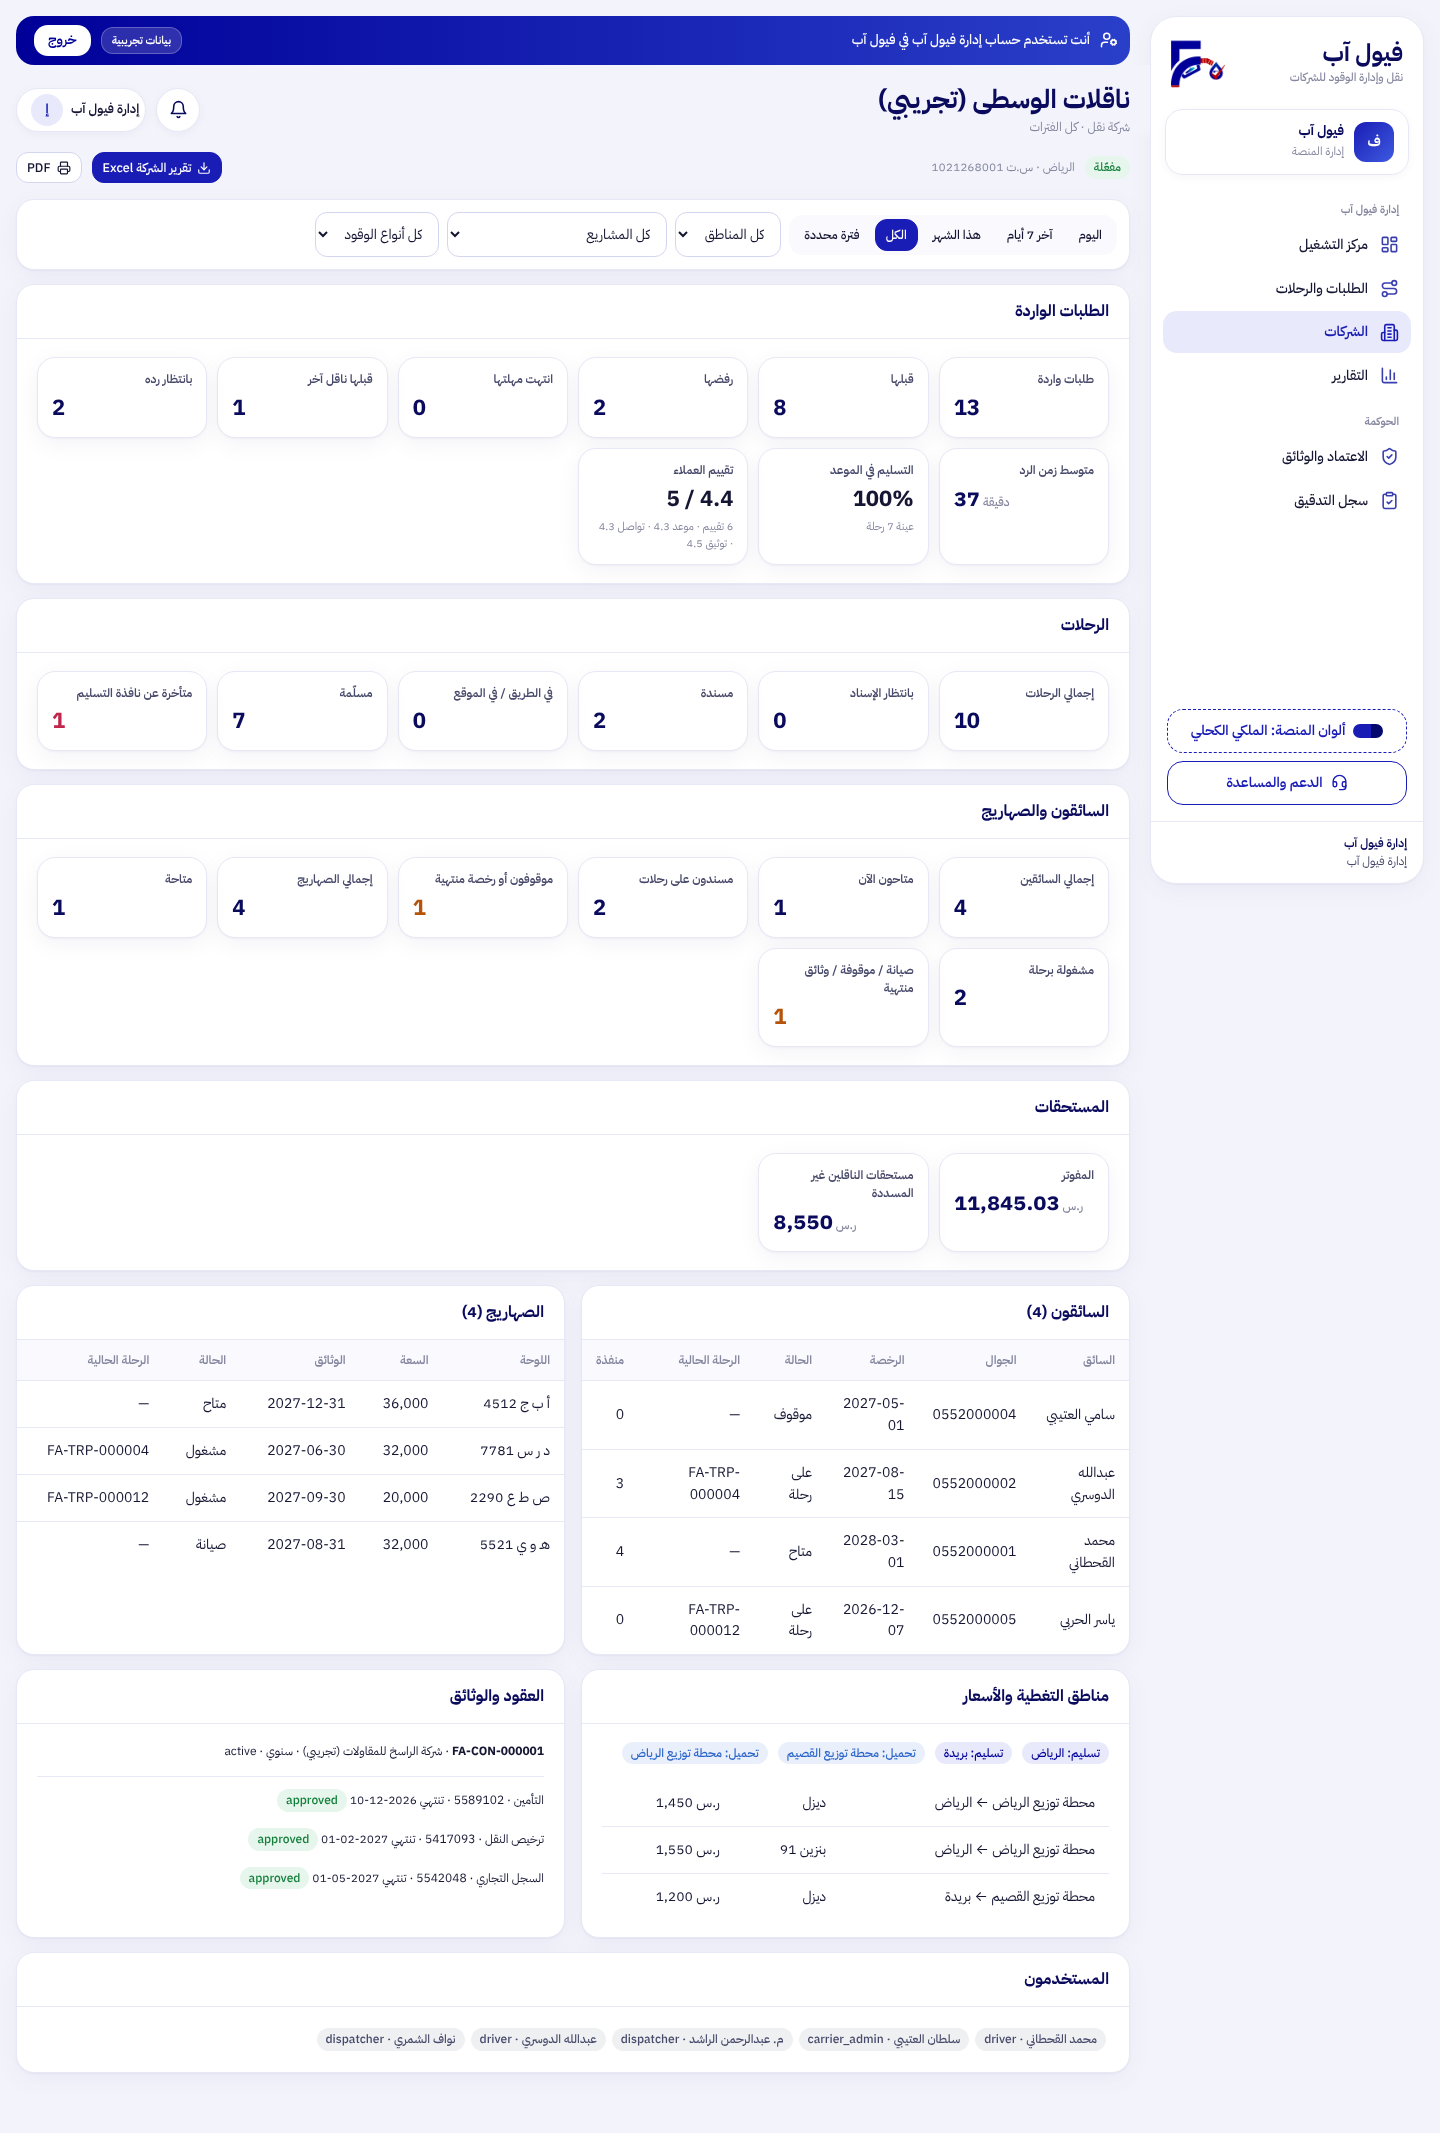 أنت تستخدم حساب إدارة فيول آب في فيول آب
بيانات تجريبية
خروج
فيول آب
نقل وإدارة الوقود للشركات
ف
فيول آب
إدارة المنصة
إدارة فيول آب
مركز التشغيل
الطلبات والرحلات
الشركات
التقارير
الحوكمة
الاعتماد والوثائق
سجل التدقيق
ألوان المنصة: الملكي الكحلي
الدعم والمساعدة
إدارة فيول آب
إدارة فيول آب
ناقلات الوسطى (تجريبي)
شركة نقل · كل الفترات
إدارة فيول آب
إ
مفعّلة
الرياض · س.ت 1021268001
تقرير الشركة Excel
PDF
اليوم
آخر 7 أيام
هذا الشهر
الكل
فترة محددة
كل المناطق
كل المشاريع
كل أنواع الوقود
الطلبات الواردة
طلبات واردة
13
قبلها
8
رفضها
2
انتهت مهلتها
0
قبلها ناقل آخر
1
بانتظار رده
2
متوسط زمن الرد
37 دقيقة
التسليم في الموعد
100%
عينة 7 رحلة
تقييم العملاء
4.4 / 5
6 تقييم · موعد 4.3 · تواصل 4.3
· توثيق 4.5
الرحلات
إجمالي الرحلات
10
بانتظار الإسناد
0
مسندة
2
في الطريق / في الموقع
0
مسلّمة
7
متأخرة عن نافذة التسليم
1
السائقون والصهاريج
إجمالي السائقين
4
متاحون الآن
1
مسندون على رحلات
2
موقوفون أو رخصة منتهية
1
إجمالي الصهاريج
4
متاحة
1
مشغولة برحلة
2
صيانة / موقوفة / وثائق
منتهية
1
المستحقات
المفوتر
11,845.03 ر.س
مستحقات الناقلين غير
المسددة
8,550 ر.س
السائقون (4)
السائق الجوال الرخصة الحالة الرحلة الحالية منفذة
سامي العتيبي 0552000004 2027-05-01 موقوف — 0
عبدالله الدوسري 0552000002 2027-08-15 على رحلة FA-TRP-000004 3
محمد القحطاني 0552000001 2028-03-01 متاح — 4
ياسر الحربي 0552000005 2026-12-07 على رحلة FA-TRP-000012 0
الصهاريج (4)
اللوحة السعة الوثائق الحالة الرحلة الحالية
أ ب ج 4512 36,000 2027-12-31 متاح —
د ر س 7781 32,000 2027-06-30 مشغول FA-TRP-000004
ص ط ع 2290 20,000 2027-09-30 مشغول FA-TRP-000012
هـ و ي 5521 32,000 2027-08-31 صيانة —
مناطق التغطية والأسعار
تسليم: الرياض
تسليم: بريدة
تحميل: محطة توزيع القصيم
تحميل: محطة توزيع الرياض
محطة توزيع الرياض ← الرياض ديزل 1,450 ر.س
محطة توزيع الرياض ← الرياض بنزين 91 1,550 ر.س
محطة توزيع القصيم ← بريدة ديزل 1,200 ر.س
العقود والوثائق
FA-CON-000001 · شركة الراسخ للمقاولات (تجريبي) · سنوي · active
التأمين · 5589102 · تنتهي 2026-12-10 approved
ترخيص النقل · 5417093 · تنتهي 2027-02-01 approved
السجل التجاري · 5542048 · تنتهي 2027-05-01 approved
المستخدمون
محمد القحطاني · driver
سلطان العتيبي · carrier_admin
م. عبدالرحمن الراشد · dispatcher
عبدالله الدوسري · driver
نواف الشمري · dispatcher